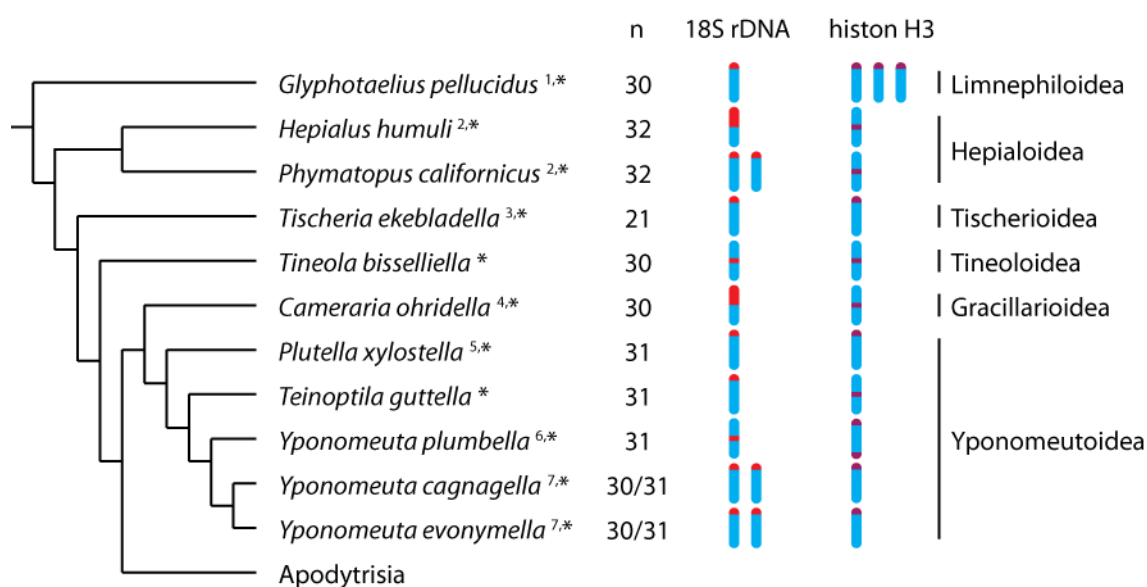 n 18S rDNA histon H3
Glyphotaelius pellucidus 1,* 30 Limnephiloidea
Hepialus humuli 2,* 32
Hepialoidea
Phymatopus californicus 2,* 32
Tischeria ekebladella 3,* 21 Tischerioidea
Tineola bisselliella * 30 Tineoloidea
Cameraria ohridella 4,* 30 Gracillarioidea
Plutella xylostella 5,* 31
Teinoptila guttella * 31
Yponomeuta plumbella 6,* 31 Yponomeutoidea
Yponomeuta cagnagella 7,* 30/31
Yponomeuta evonymella 7,* 30/31
Apodytrisia